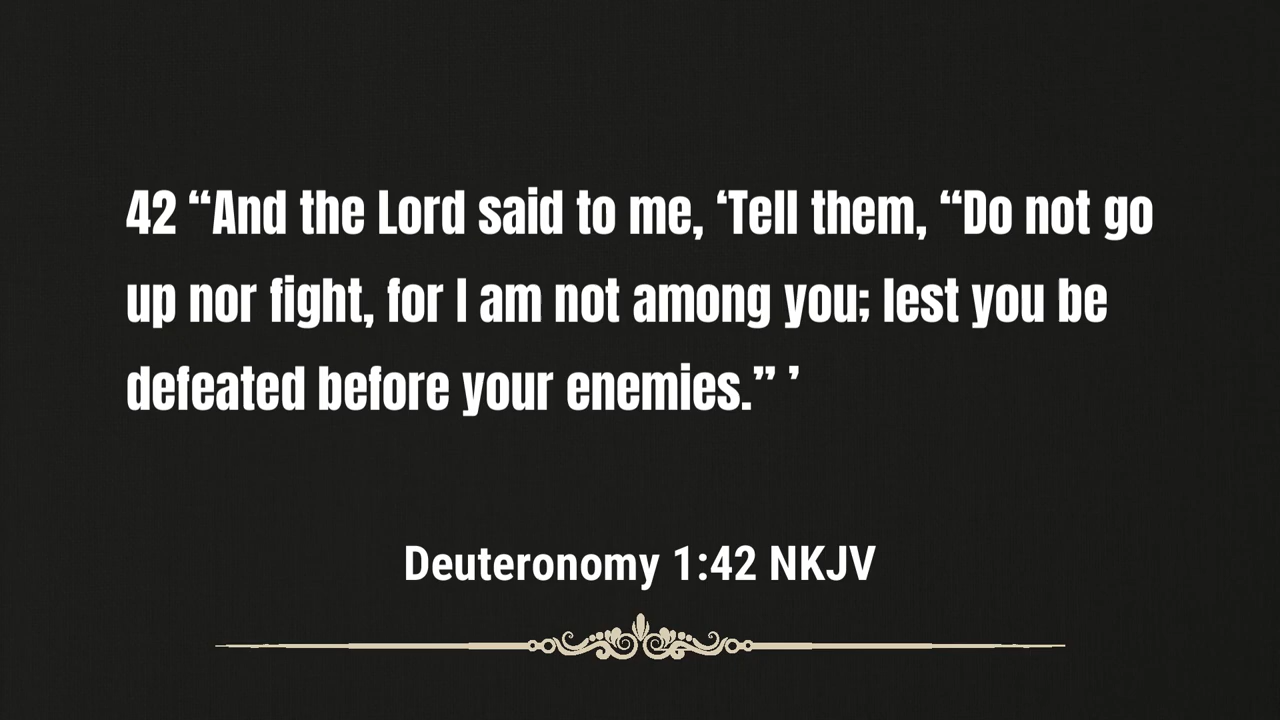 42 “And the Lord said to me, ‘Tell them, “Do not go
up nor fight, for I am not among you; lest you be
defeated before your enemies.” ’
Deuteronomy 1:42 NKJV